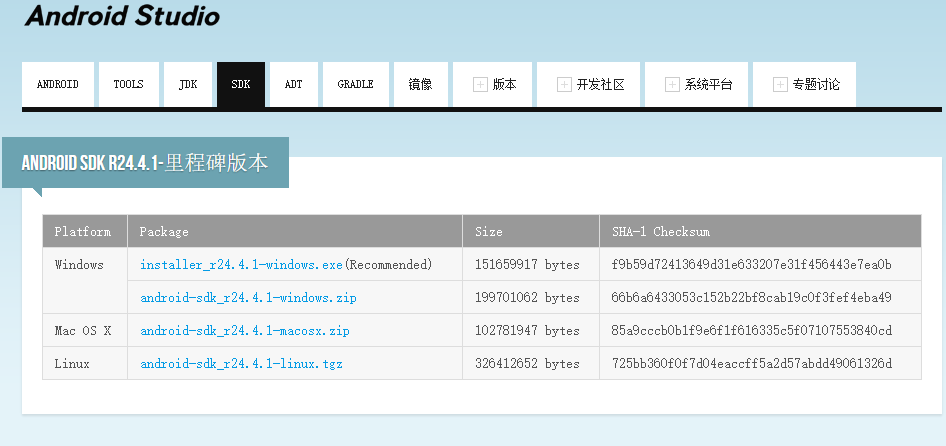 Android Studio
ANDROID TOOLS JDK SDK ADT GRADLE 镜像 版本 开发社区 系统平台 专题讨论
ANDROID SDK R24.4.1-里程碑版本
Platform Package Size SHA-1 Checksum
Windows installer_r24.4.1-windows.exe(Recommended) 151659917 bytes f9b59d72413649d31e633207e31f456443e7ea0b
android-sdk_r24.4.1-windows.zip 199701062 bytes 66b6a6433053c152b22bf8cab19c0f3fef4eba49
Mac OS X android-sdk_r24.4.1-macosx.zip 102781947 bytes 85a9cccb0b1f9e6f1f616335c5f07107553840cd
Linux android-sdk_r24.4.1-linux.tgz 326412652 bytes 725bb360f0f7d04eaccff5a2d57abdd49061326d